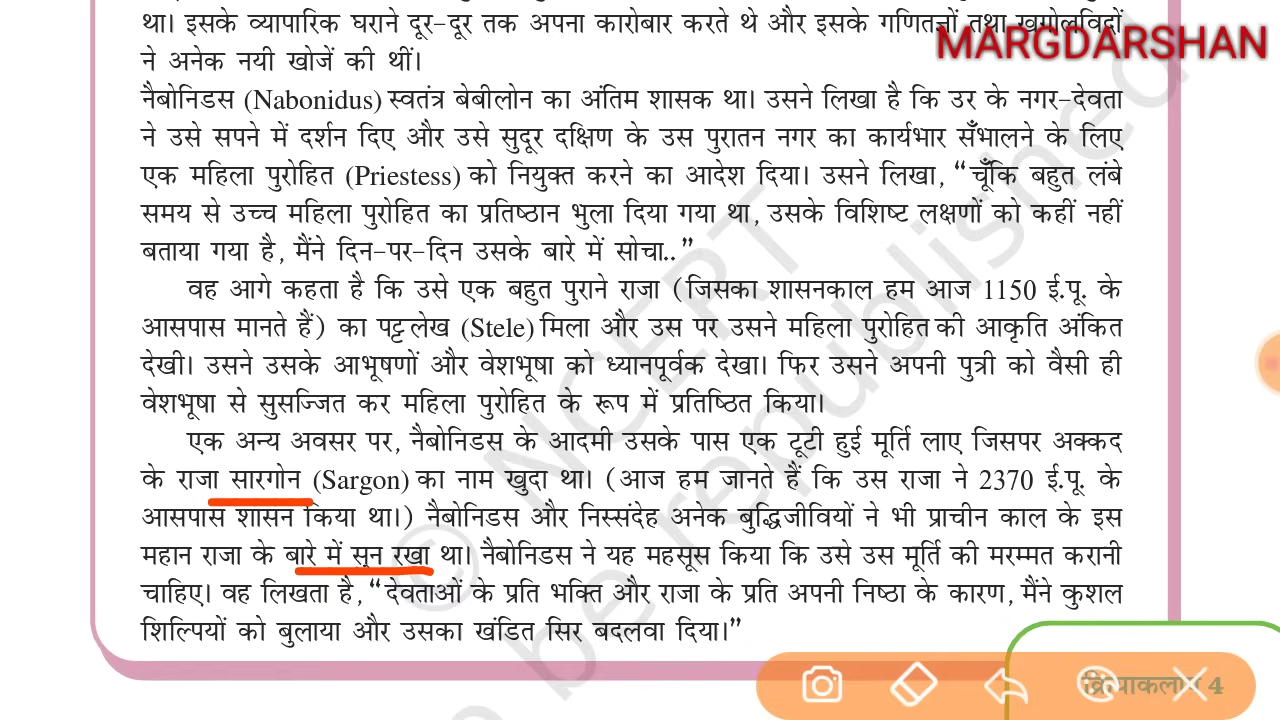 था। इसके व्यापारिक घराने दूर-दूर तक अपना कारोबार करते थे और इसके गणितज्ञों तथा खगोलविदों
MARGDARSHAN
ने अनेक नयी खोजें की थीं।
नैबोनिडस (Nabonidus) स्वतंत्र बेबीलोन का अंतिम शासक था। उसने लिखा है कि उर के नगर-देवता
ने उसे सपने में दर्शन दिए और उसे सुदूर दक्षिण के उस पुरातन नगर का कार्यभार सँभालने के लिए
एक महिला पुरोहित (Priestess) को नियुक्त करने का आदेश दिया। उसने लिखा, “चूँकि बहुत लंबे
समय से उच्च महिला पुरोहित का प्रतिष्ठान भुला दिया गया था, उसके विशिष्ट लक्षणों को कहीं नहीं
बताया गया है, मैंने दिन-पर-दिन उसके बारे में सोचा..”
वह आगे कहता है कि उसे एक बहुत पुराने राजा (जिसका शासनकाल हम आज 1150 ई.पू. के
आसपास मानते हैं) का पट्टलेख (Stele) मिला और उस पर उसने महिला पुरोहित की आकृति अंकित
देखी। उसने उसके आभूषणों और वेशभूषा को ध्यानपूर्वक देखा। फिर उसने अपनी पुत्री को वैसी ही
वेशभूषा से सुसज्जित कर महिला पुरोहित के रूप में प्रतिष्ठित किया।
एक अन्य अवसर पर, नैबोनिडस के आदमी उसके पास एक टूटी हुई मूर्ति लाए जिसपर अक्कद
के राजा सारगोन (Sargon) का नाम खुदा था। (आज हम जानते हैं कि उस राजा ने 2370 ई.पू. के
आसपास शासन किया था।) नैबोनिडस और निस्संदेह अनेक बुद्धिजीवियों ने भी प्राचीन काल के इस
महान राजा के बारे में सुन रखा था। नैबोनिडस ने यह महसूस किया कि उसे उस मूर्ति की मरम्मत करानी
चाहिए। वह लिखता है, “देवताओं के प्रति भक्ति और राजा के प्रति अपनी निष्ठा के कारण, मैंने कुशल
शिल्पियों को बुलाया और उसका खंडित सिर बदलवा दिया।”
क्रियाकलाप 4
© NCERT
be republished